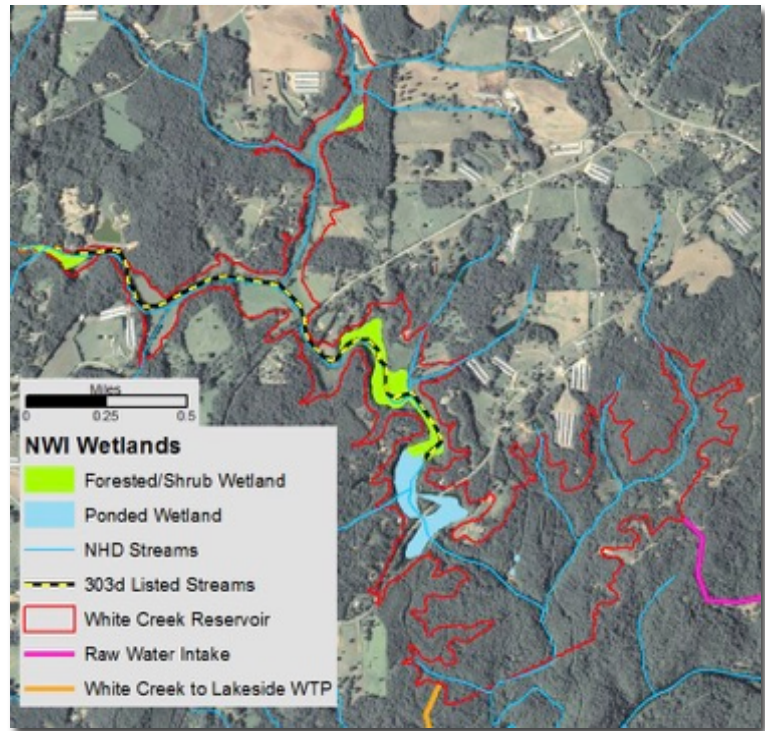 Miles
0 0.25 0.5
NWI Wetlands
Forested/Shrub Wetland
Ponded Wetland
NHD Streams
303d Listed Streams
White Creek Reservoir
Raw Water Intake
White Creek to Lakeside WTP